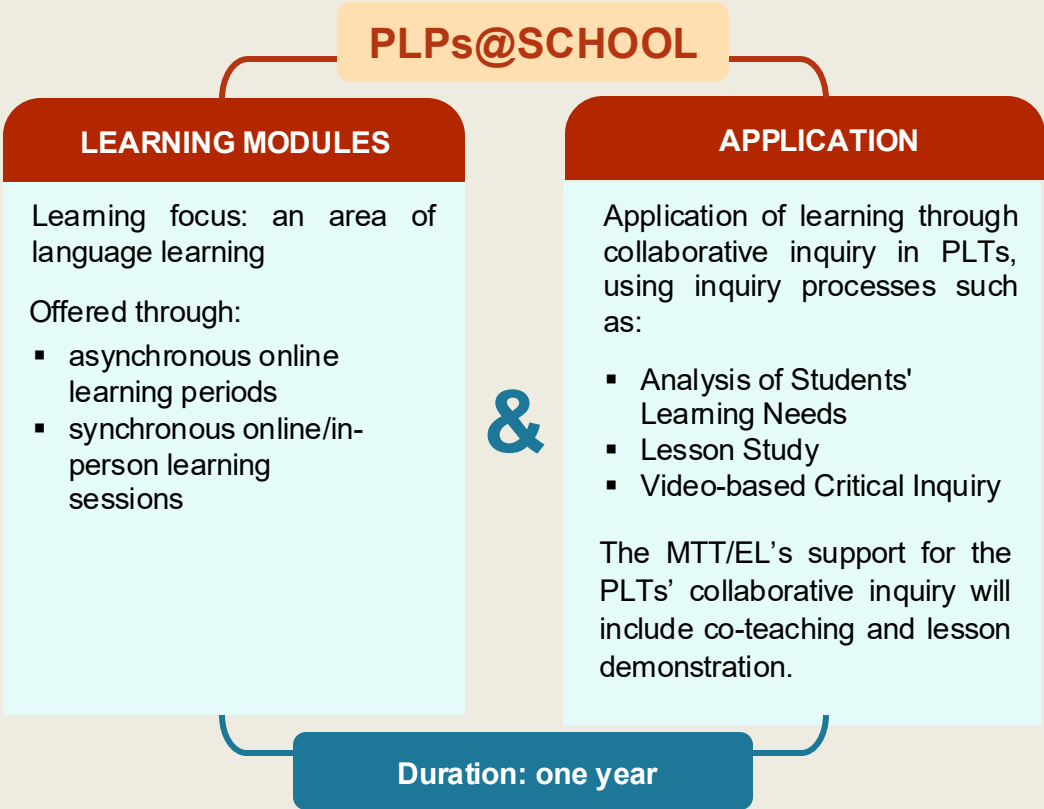 PLPs@SCHOOL
LEARNING MODULES
Learning focus: an area of
language learning
Offered through:
▪ asynchronous online
learning periods
▪ synchronous online/in-
person learning
sessions
&
APPLICATION
Application of learning through
collaborative inquiry in PLTs,
using inquiry processes such
as:
▪ Analysis of Students'
Learning Needs
▪ Lesson Study
▪ Video-based Critical Inquiry
The MTT/EL’s support for the
PLTs’ collaborative inquiry will
include co-teaching and lesson
demonstration.
Duration: one year